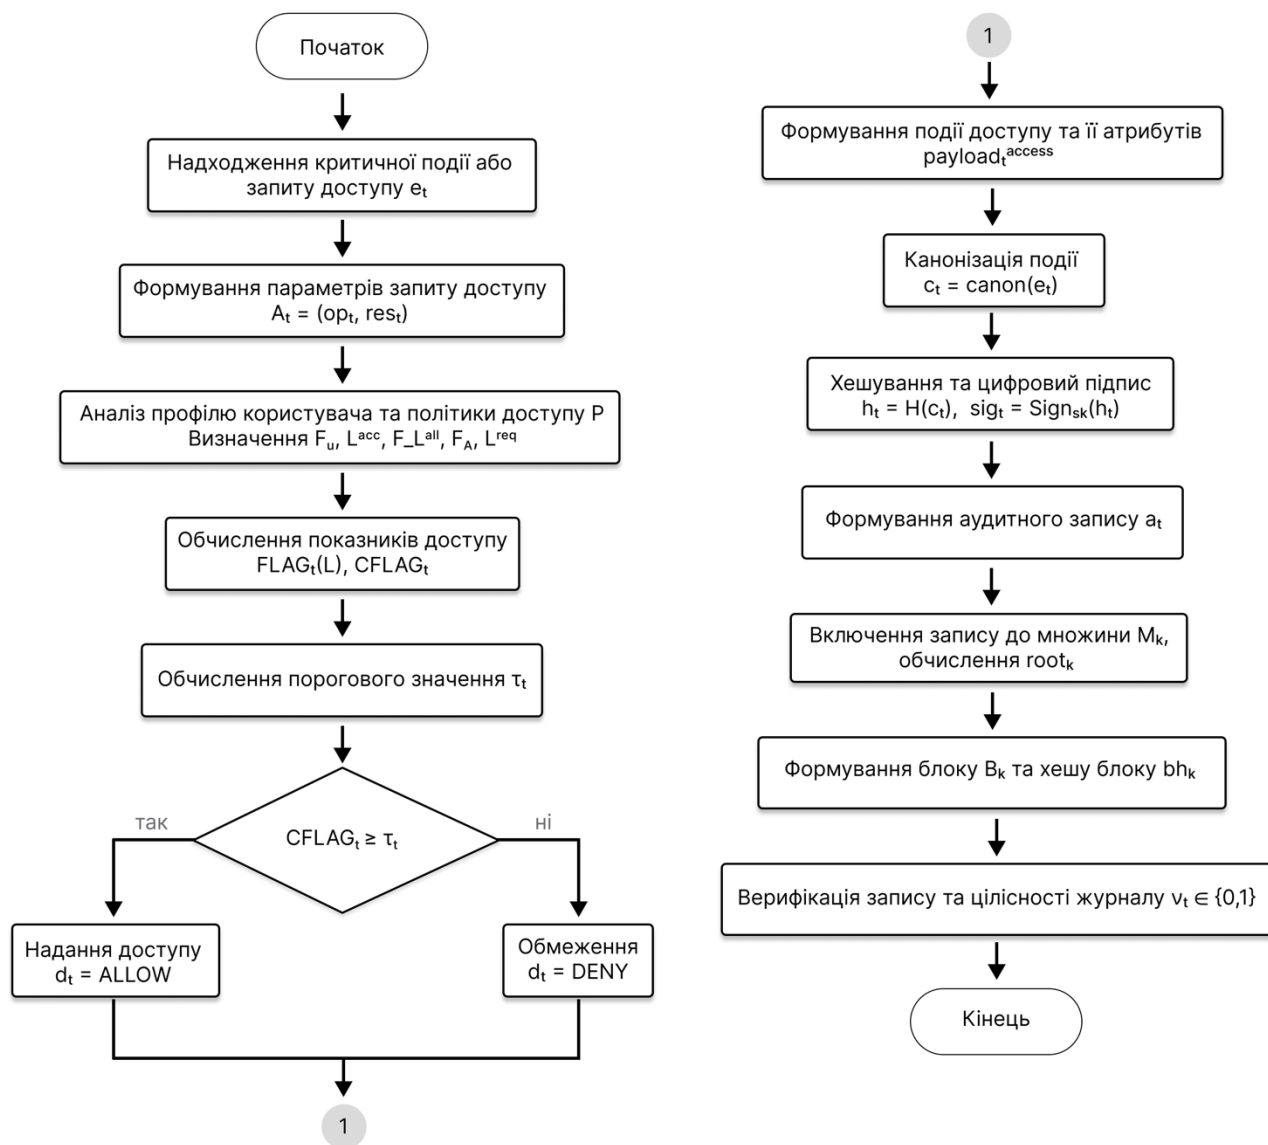 Початок
Надходження критичної події або
запиту доступу eₜ
Формування параметрів запиту доступу
Aₜ = (opₜ, resₜ)
Аналіз профілю користувача та політики доступу P
Визначення Fᵤ, Lᵃᶜᶜ, F_Lᵃˡˡ, F_A, Lʳᵉq
Обчислення показників доступу
FLAGₜ(L), CFLAGₜ
Обчислення порогового значення τₜ
CFLAGₜ ≥ τₜ
так
ні
Надання доступу
dₜ = ALLOW
Обмеження
dₜ = DENY
1
1
Формування події доступу та її атрибутів
payloadₜᵃᶜᶜᵉˢˢ
Канонізація події
cₜ = canon(eₜ)
Хешування та цифровий підпис
hₜ = H(cₜ), sigₜ = Signₛₖ(hₜ)
Формування аудитного запису aₜ
Включення запису до множини Mₖ,
обчислення rootₖ
Формування блоку Bₖ та хешу блоку bhₖ
Верифікація запису та цілісності журналу νₜ ∈ {0,1}
Кінець